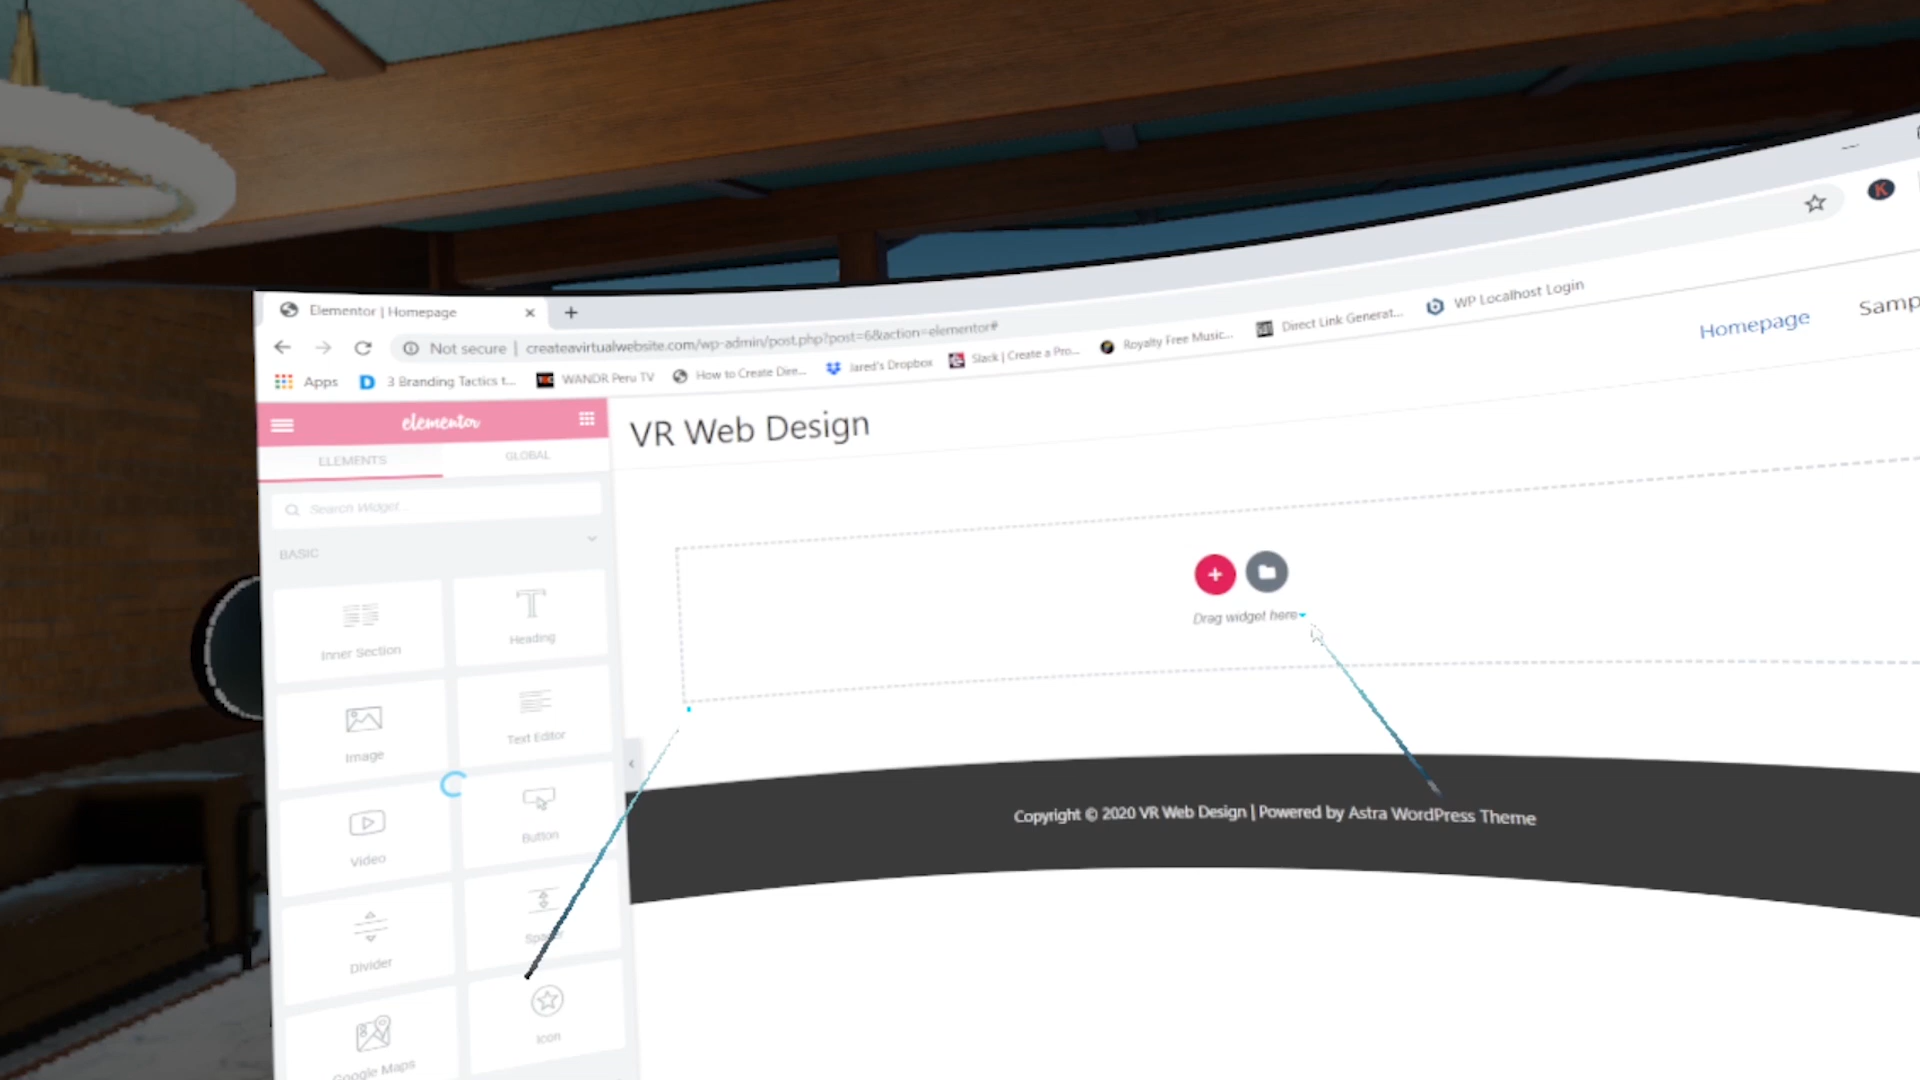 Elementor | Homepage
Not secure | createavirtualwebsite.com/wp-admin/post.php?post=6&action=elementor#
Apps 3 Branding Tactics t... WANDR Peru TV How to Create Dire... Jared's Dropbox Slack | Create a Pro... Royalty Free Music... Direct Link Generat... WP Localhost Login
K
elementor
ELEMENTS GLOBAL
Search Widget...
BASIC
Inner Section
Heading
Image
Text Editor
Video
Button
Divider
Spacer
Google Maps
Icon
VR Web Design
Homepage Samp
Drag widget here
Copyright © 2020 VR Web Design | Powered by Astra WordPress Theme